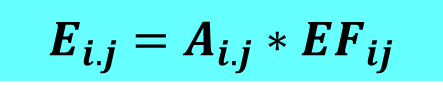 E_{i.j} = A_{i.j} * EF_{ij}